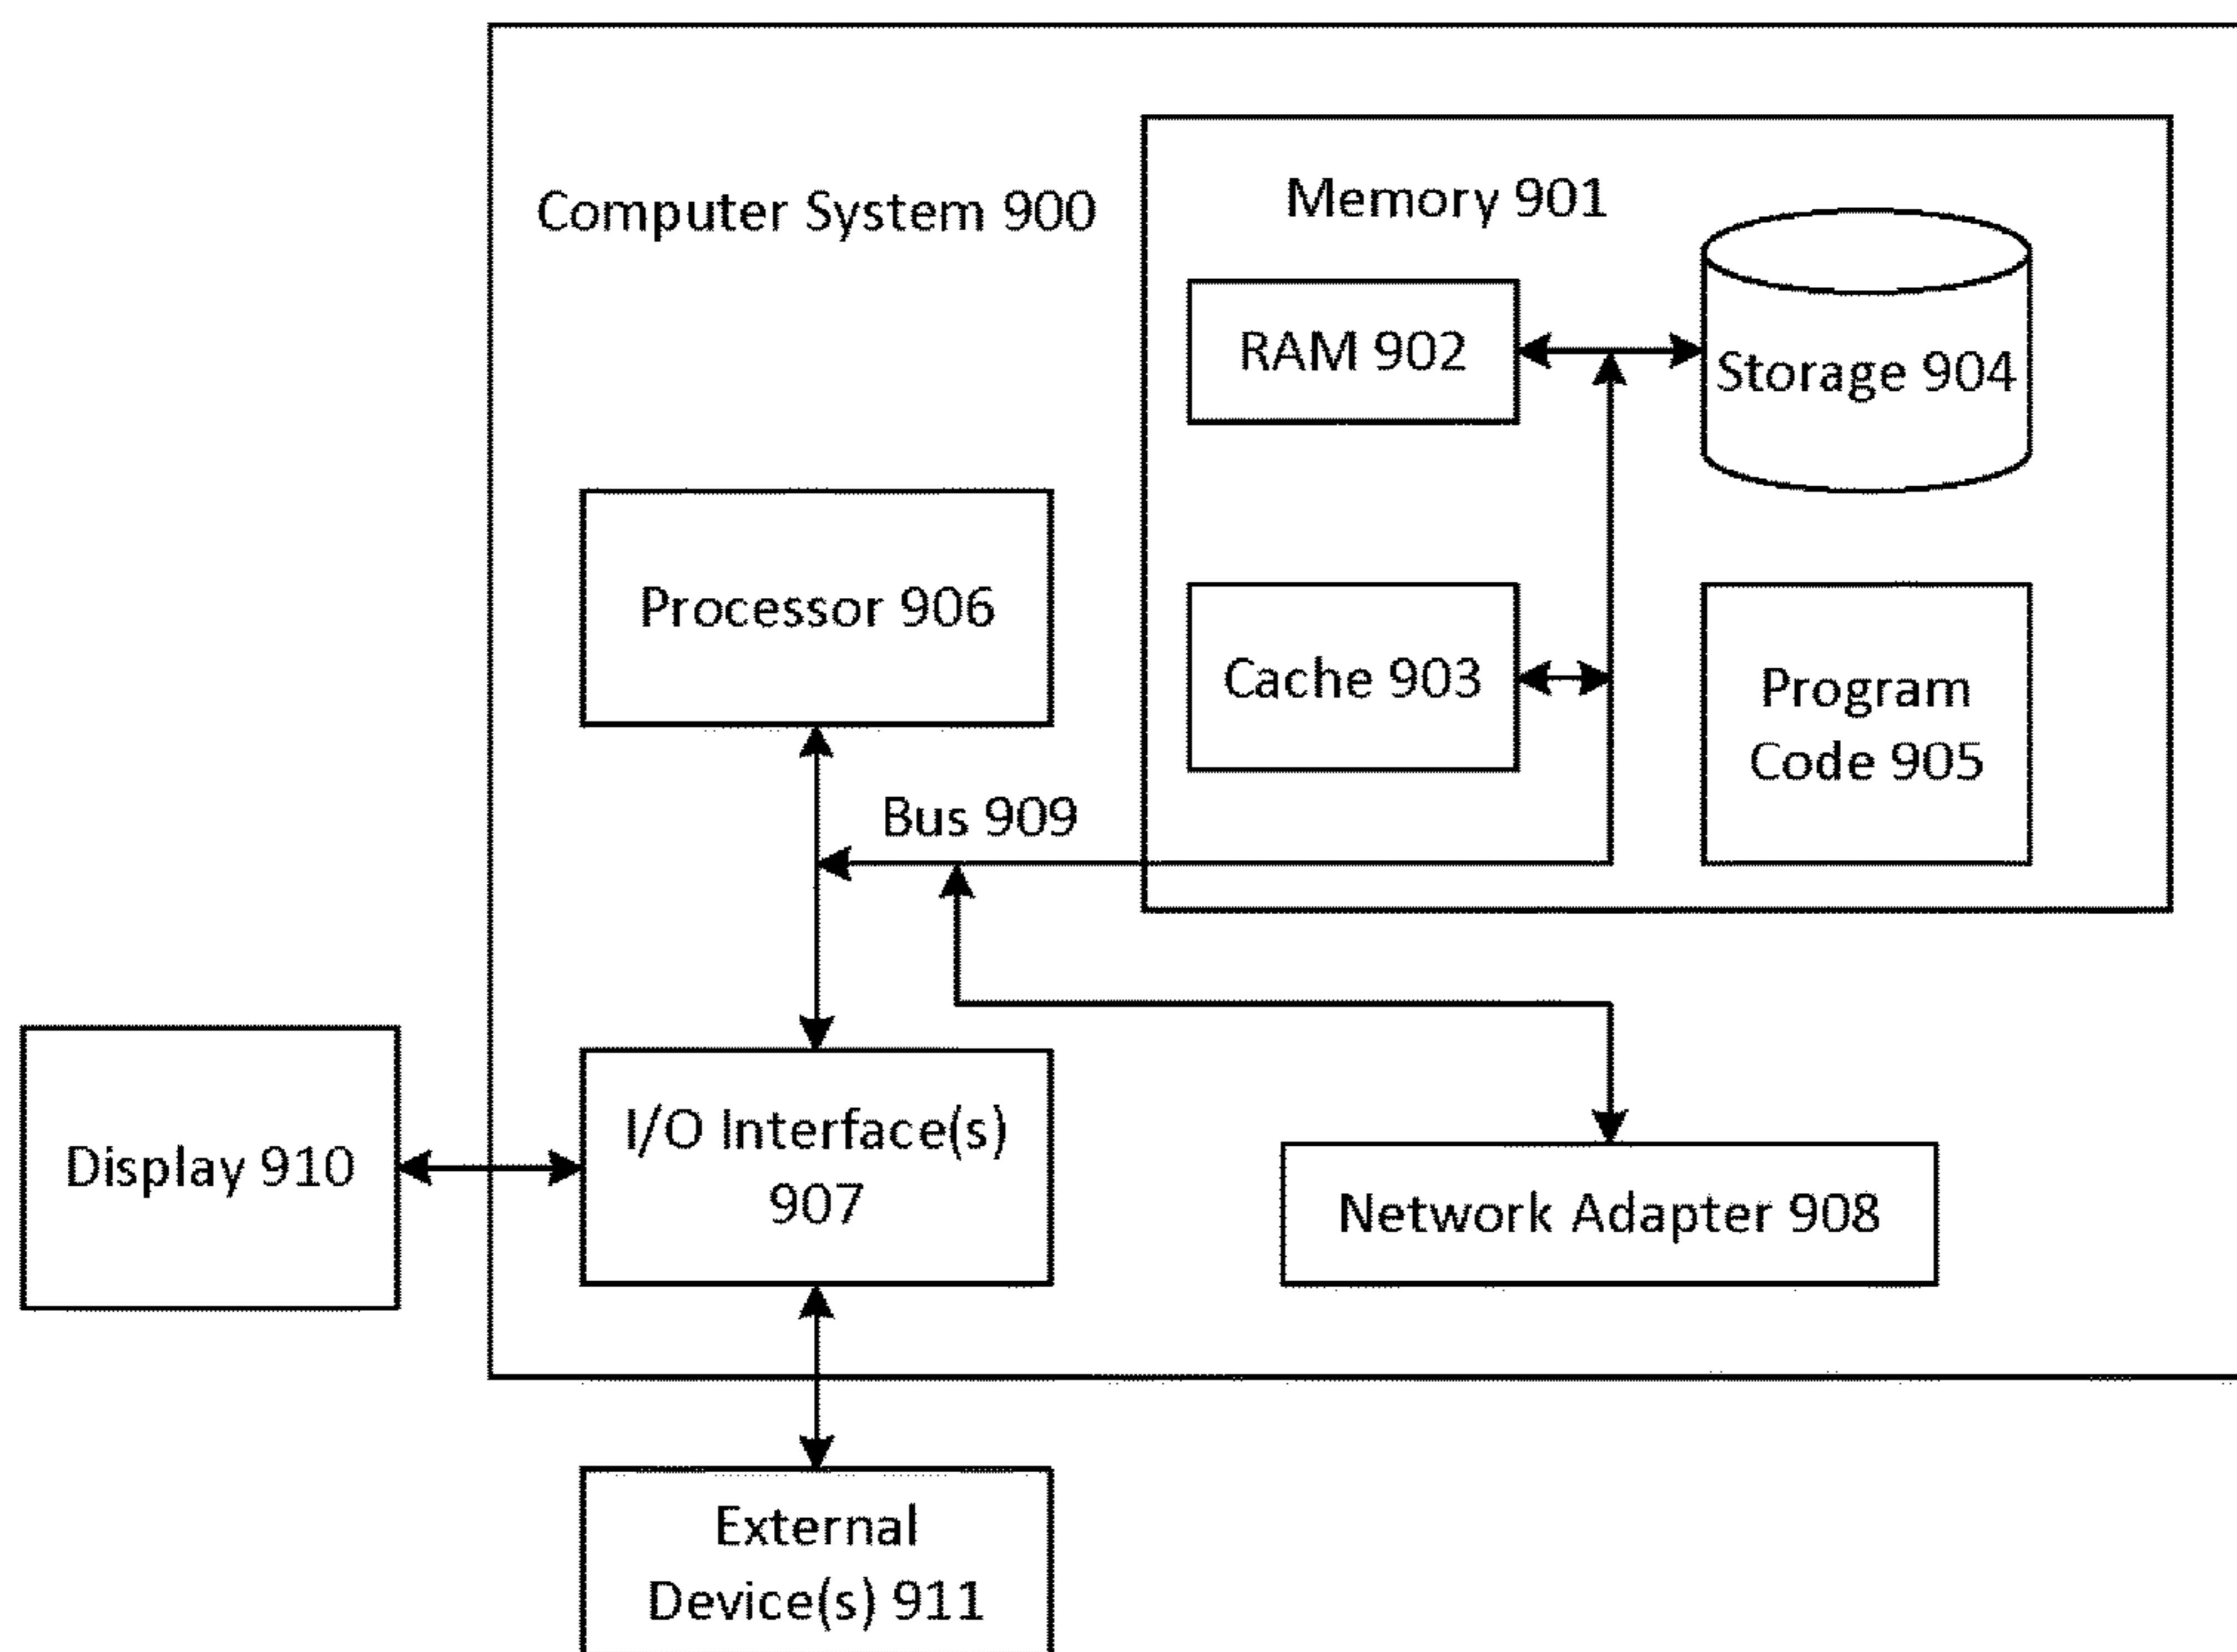 Computer System 900
Memory 901
RAM 902
Storage 904
Processor 906
Cache 903
Program
Code 905
Bus 909
I/O Interface(s)
907
Display 910
Network Adapter 908
External
Device(s) 911